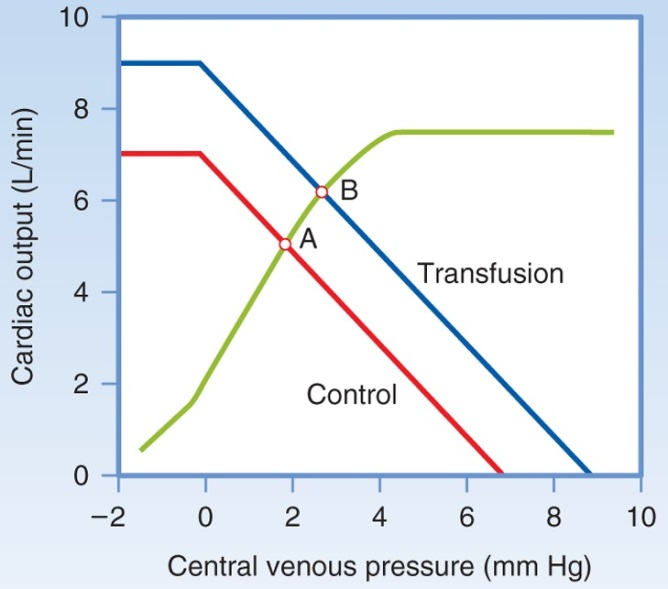 Cardiac output (L/min)
10
8
6
4
2
0
B
A
Transfusion
Control
−2 0 2 4 6 8 10
Central venous pressure (mm Hg)